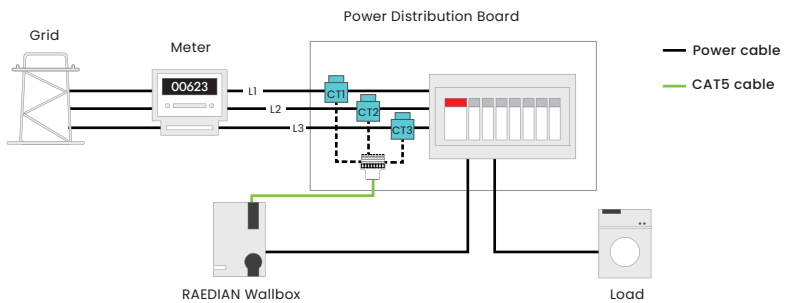 Power Distribution Board
Grid
Meter
Power cable
CAT5 cable
00623
L1
L2
L3
CT1
CT2
CT3
RAEDIAN Wallbox
Load